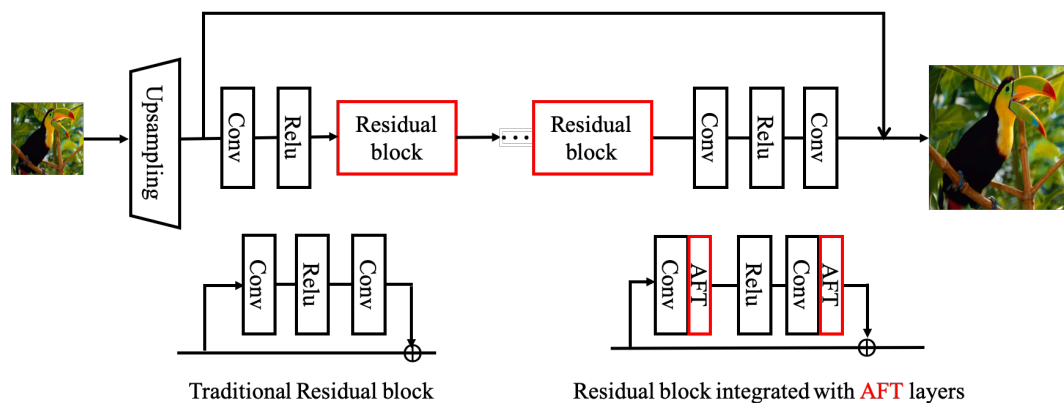 Upsampling
Conv
Relu
Residual
block
Residual
block
Conv
Relu
Conv
Conv
Relu
Conv
Traditional Residual block
Conv
AFT
Relu
Conv
AFT
Residual block integrated with AFT layers